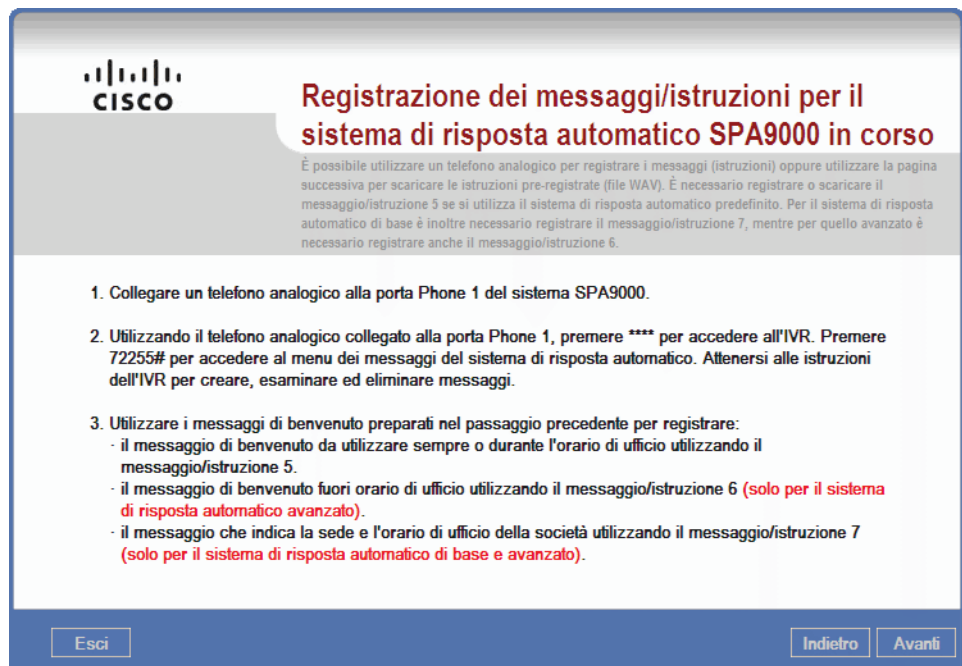 CISCO
Registrazione dei messaggi/istruzioni per il
sistema di risposta automatico SPA9000 in corso
È possibile utilizzare un telefono analogico per registrare i messaggi (istruzioni) oppure utilizzare la pagina
successiva per scaricare le istruzioni pre-registrate (file WAV). È necessario registrare o scaricare il
messaggio/istruzione 5 se si utilizza il sistema di risposta automatico predefinito. Per il sistema di risposta
automatico di base è inoltre necessario registrare il messaggio/istruzione 7, mentre per quello avanzato è
necessario registrare anche il messaggio/istruzione 6.
1. Collegare un telefono analogico alla porta Phone 1 del sistema SPA9000.
2. Utilizzando il telefono analogico collegato alla porta Phone 1, premere **** per accedere all'IVR. Premere
72255# per accedere al menu dei messaggi del sistema di risposta automatico. Attenersi alle istruzioni
dell'IVR per creare, esaminare ed eliminare messaggi.
3. Utilizzare i messaggi di benvenuto preparati nel passaggio precedente per registrare:
· il messaggio di benvenuto da utilizzare sempre o durante l'orario di ufficio utilizzando il
messaggio/istruzione 5.
· il messaggio di benvenuto fuori orario di ufficio utilizzando il messaggio/istruzione 6 (solo per il sistema
di risposta automatico avanzato).
· il messaggio che indica la sede e l'orario di ufficio della società utilizzando il messaggio/istruzione 7
(solo per il sistema di risposta automatico di base e avanzato).
Esci
Indietro
Avanti